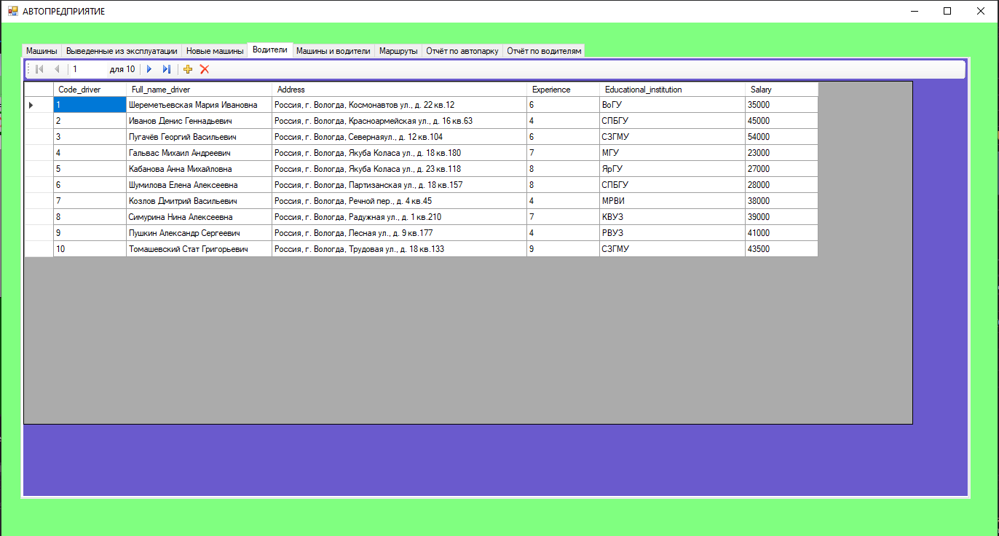 АВТОПРЕДПРИЯТИЕ
Машины Выведенные из эксплуатации Новые машины Водители Машины и водители Маршруты Отчёт по автопарку Отчёт по водителям
1 для 10
Code_driver Full_name_driver Address Experience Educational_institution Salary
1 Шереметьевская Мария Ивановна Россия, г. Вологда, Космонавтов ул., д. 22 кв.12 6 ВоГУ 35000
2 Иванов Денис Геннадьевич Россия, г. Вологда, Красноармейская ул., д. 16 кв.63 4 СПБГУ 45000
3 Пугачёв Георгий Васильевич Россия, г. Вологда, Севернаяул., д. 12 кв.104 6 СЗГМУ 54000
4 Гальвас Михаил Андреевич Россия, г. Вологда, Якуба Коласа ул., д. 18 кв.180 7 МГУ 23000
5 Кабанова Анна Михайловна Россия, г. Вологда, Якуба Коласа ул., д. 23 кв.118 8 ЯрГУ 27000
6 Шумилова Елена Алексеевна Россия, г. Вологда, Партизанская ул., д. 18 кв.157 8 СПБГУ 28000
7 Козлов Дмитрий Васильевич Россия, г. Вологда, Речной пер., д. 4 кв.45 4 МРВИ 38000
8 Симурина Нина Алексеевна Россия, г. Вологда, Радужная ул., д. 1 кв.210 7 КВУЗ 39000
9 Пушкин Александр Сергеевич Россия, г. Вологда, Лесная ул., д. 9 кв.177 4 РВУЗ 41000
10 Томашевский Стат Григорьевич Россия, г. Вологда, Трудовая ул., д. 18 кв.133 9 СЗГМУ 43500